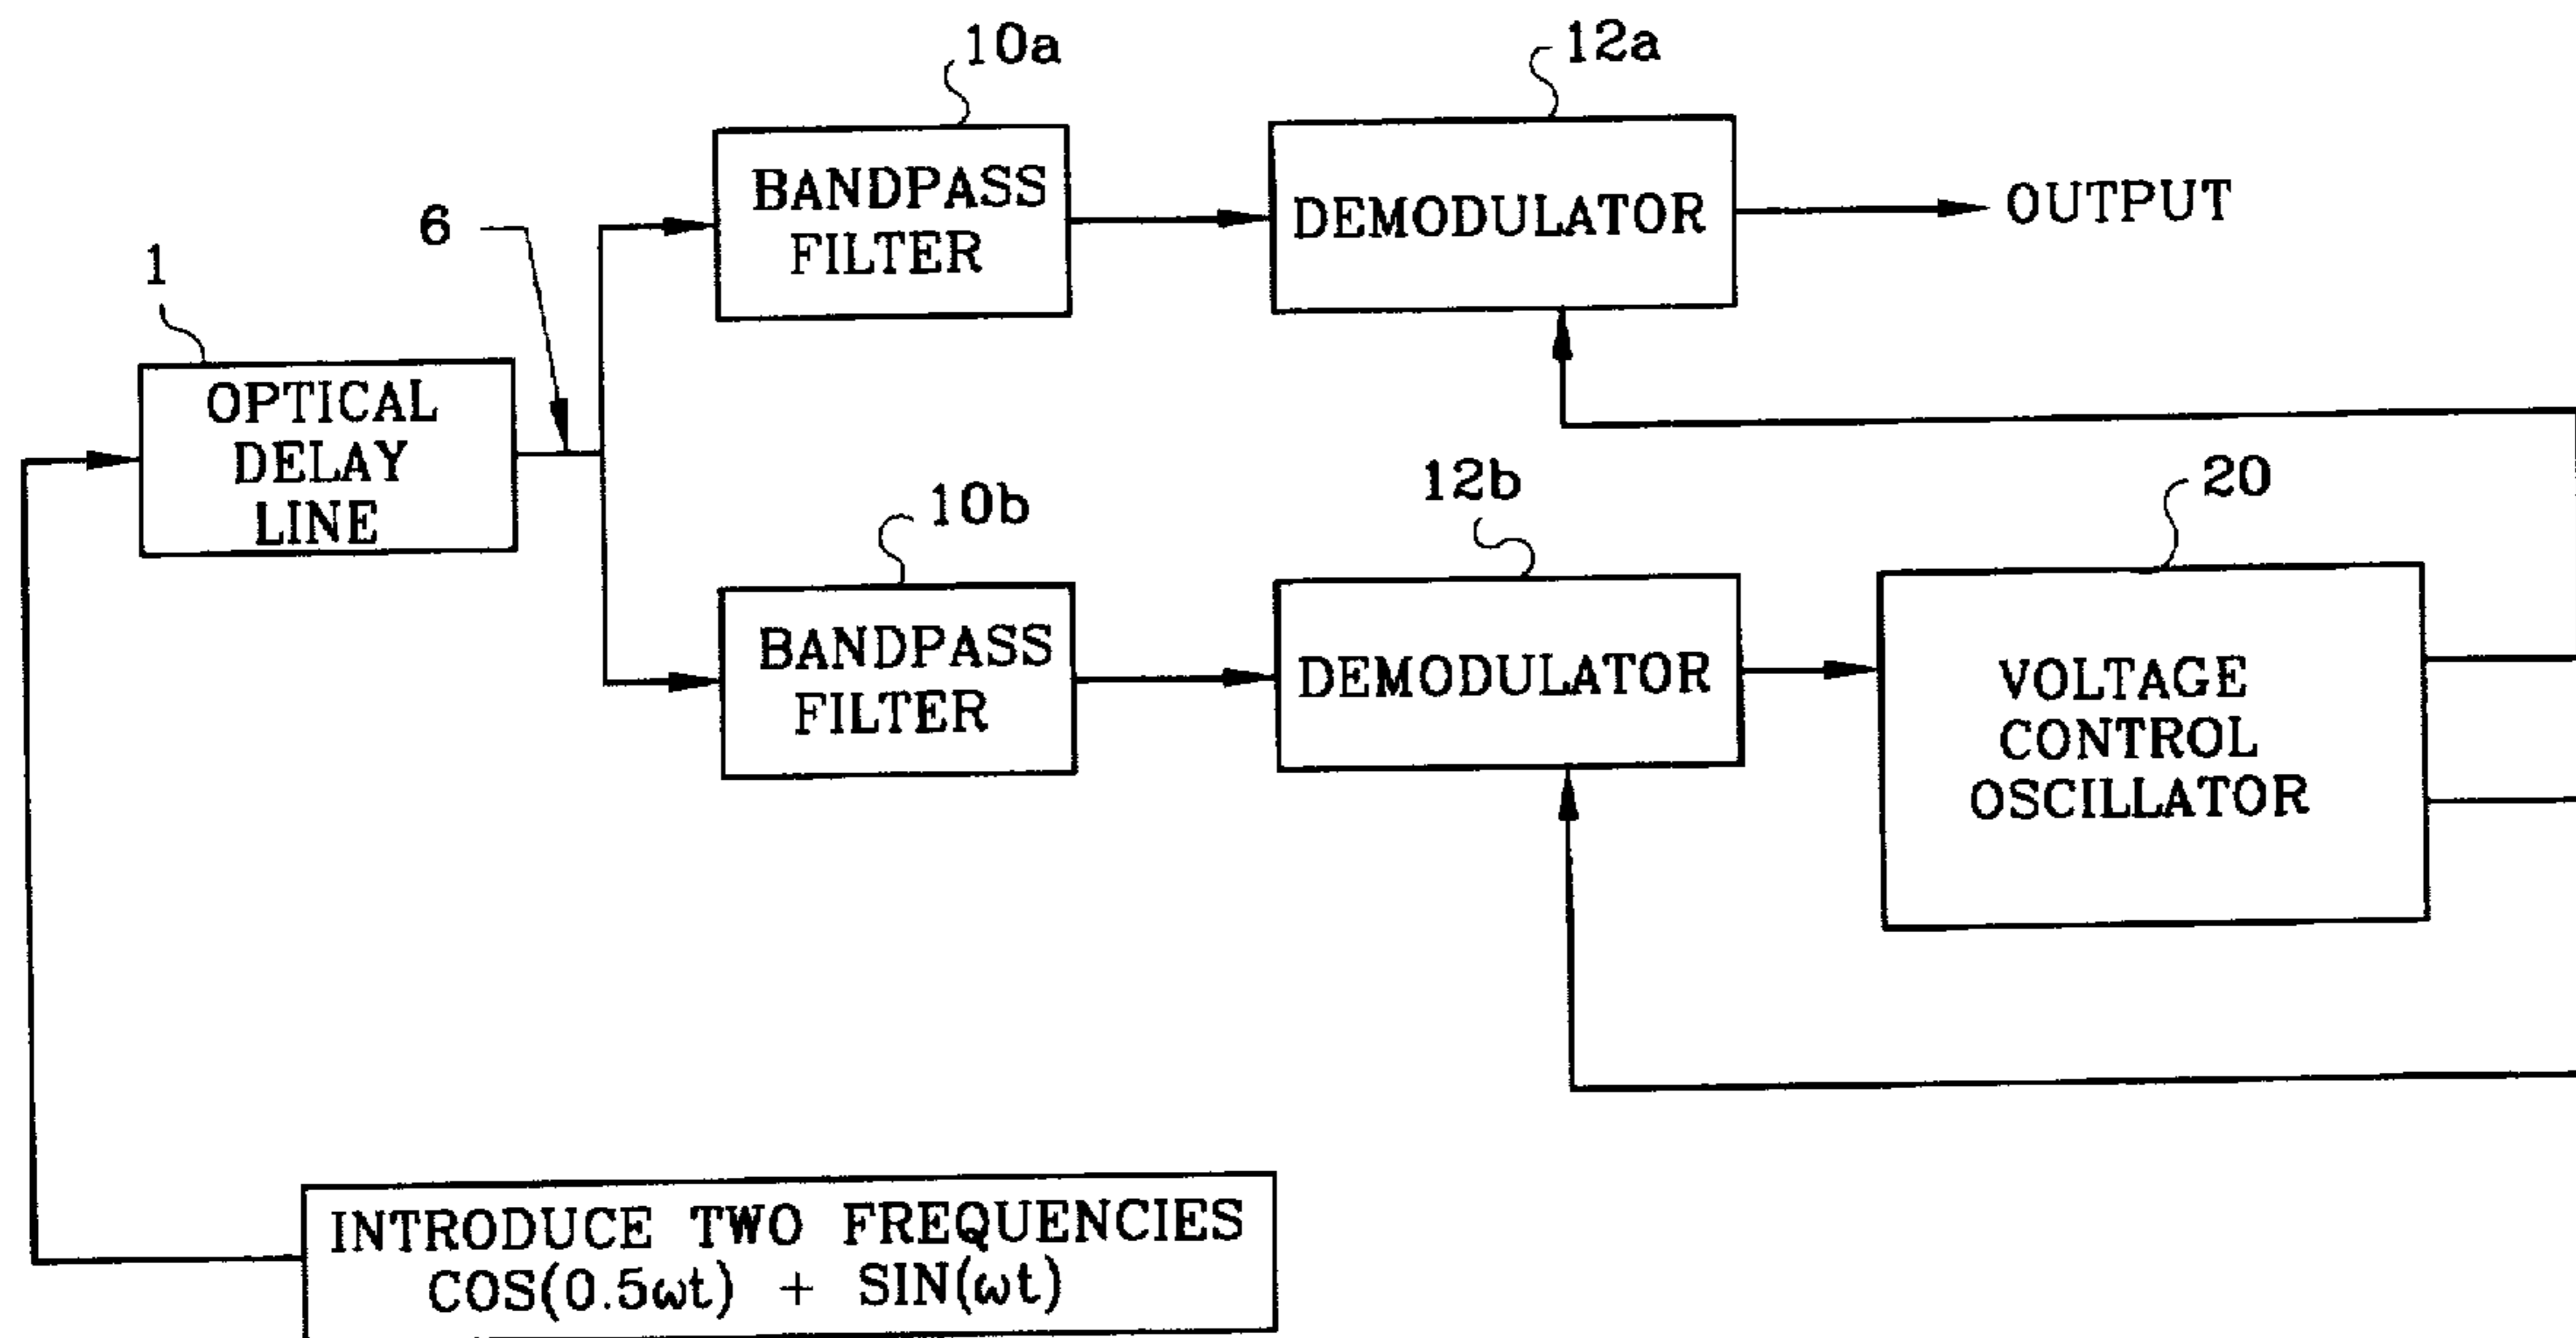 10a
12a
BANDPASS
FILTER
DEMODULATOR
OUTPUT
6
1
OPTICAL
DELAY
LINE
10b
12b
20
BANDPASS
FILTER
DEMODULATOR
VOLTAGE
CONTROL
OSCILLATOR
INTRODUCE TWO FREQUENCIES
COS(0.5ωt) + SIN(ωt)